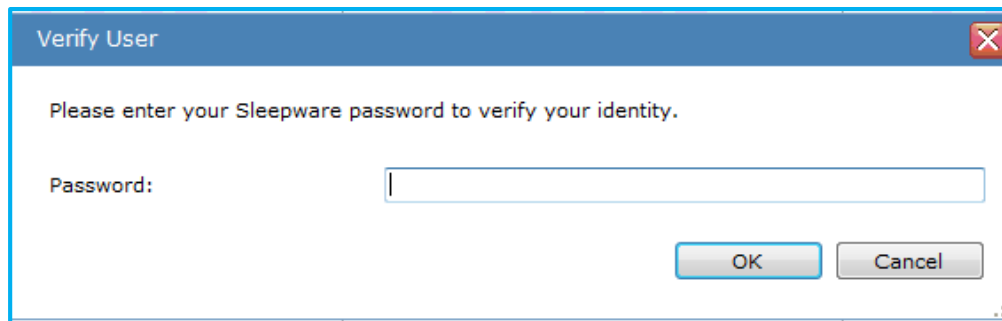 Verify User
Please enter your Sleepware password to verify your identity.
Password:
OK Cancel